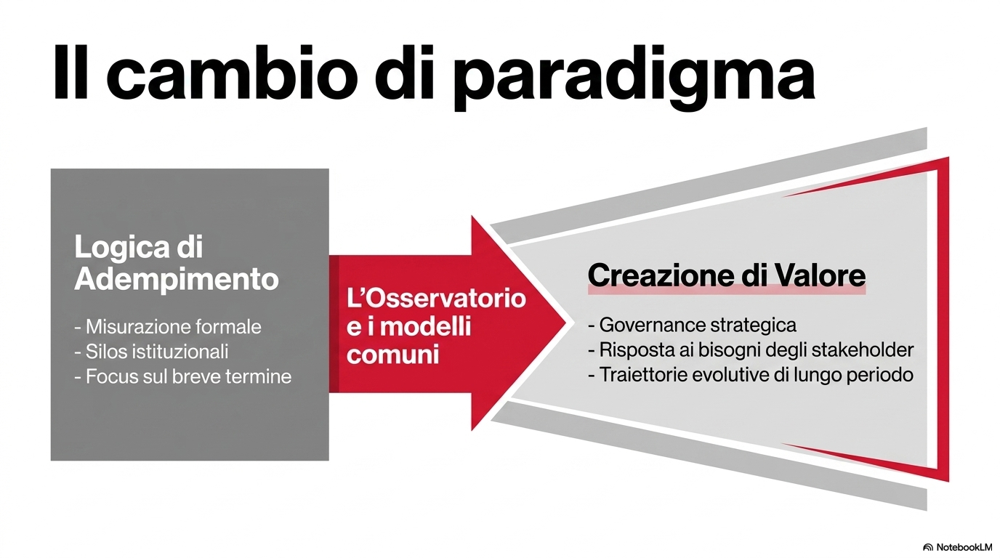 Il cambio di paradigma
Logica di
Adempimento
- Misurazione formale
- Silos istituzionali
- Focus sul breve termine
L’Osservatorio
e i modelli
comuni
Creazione di Valore
- Governance strategica
- Risposta ai bisogni degli stakeholder
- Traiettorie evolutive di lungo periodo
NotebookLM